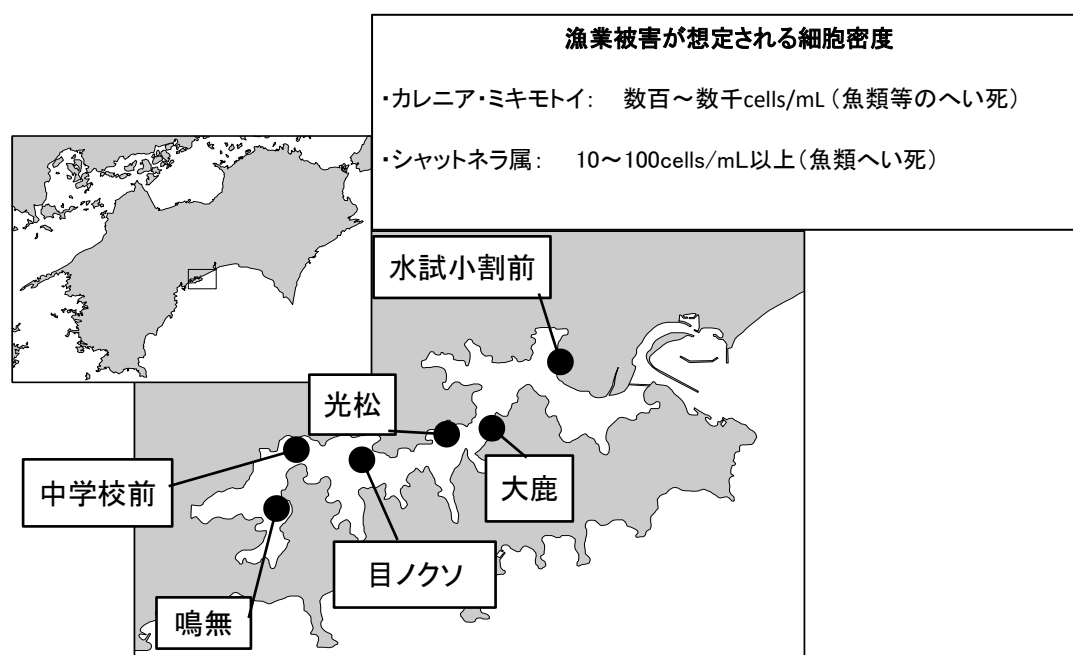 漁業被害が想定される細胞密度
・カレニア・ミキモトイ： 数百～数千cells/mL（魚類等のへい死）
・シャットネラ属： 10～100cells/mL以上（魚類へい死）
水試小割前
光松
中学校前
大鹿
目ノクソ
鳴無